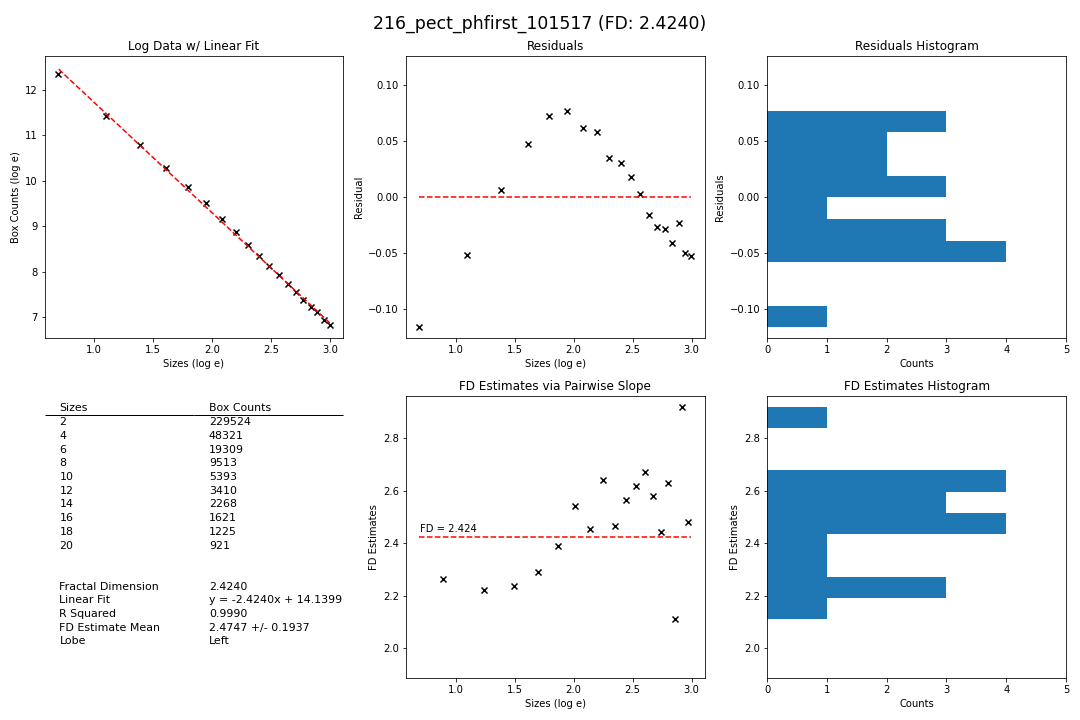 216_pect_phfirst_101517 (FD: 2.4240)
Log Data w/ Linear Fit
Box Counts (log e)
12
11
10
9
8
7
1.0 1.5 2.0 2.5 3.0
Sizes (log e)
Residuals
Residual
0.10
0.05
0.00
−0.05
−0.10
1.0 1.5 2.0 2.5 3.0
Sizes (log e)
Residuals Histogram
Residuals
0.10
0.05
0.00
−0.05
−0.10
0 1 2 3 4 5
Counts
Sizes Box Counts
2 229524
4 48321
6 19309
8 9513
10 5393
12 3410
14 2268
16 1621
18 1225
20 921
Fractal Dimension 2.4240
Linear Fit y = -2.4240x + 14.1399
R Squared 0.9990
FD Estimate Mean 2.4747 +/- 0.1937
Lobe Left
FD Estimates via Pairwise Slope
FD Estimates
2.8
2.6
2.4
2.2
2.0
FD = 2.424
1.0 1.5 2.0 2.5 3.0
Sizes (log e)
FD Estimates Histogram
FD Estimates
2.8
2.6
2.4
2.2
2.0
0 1 2 3 4 5
Counts